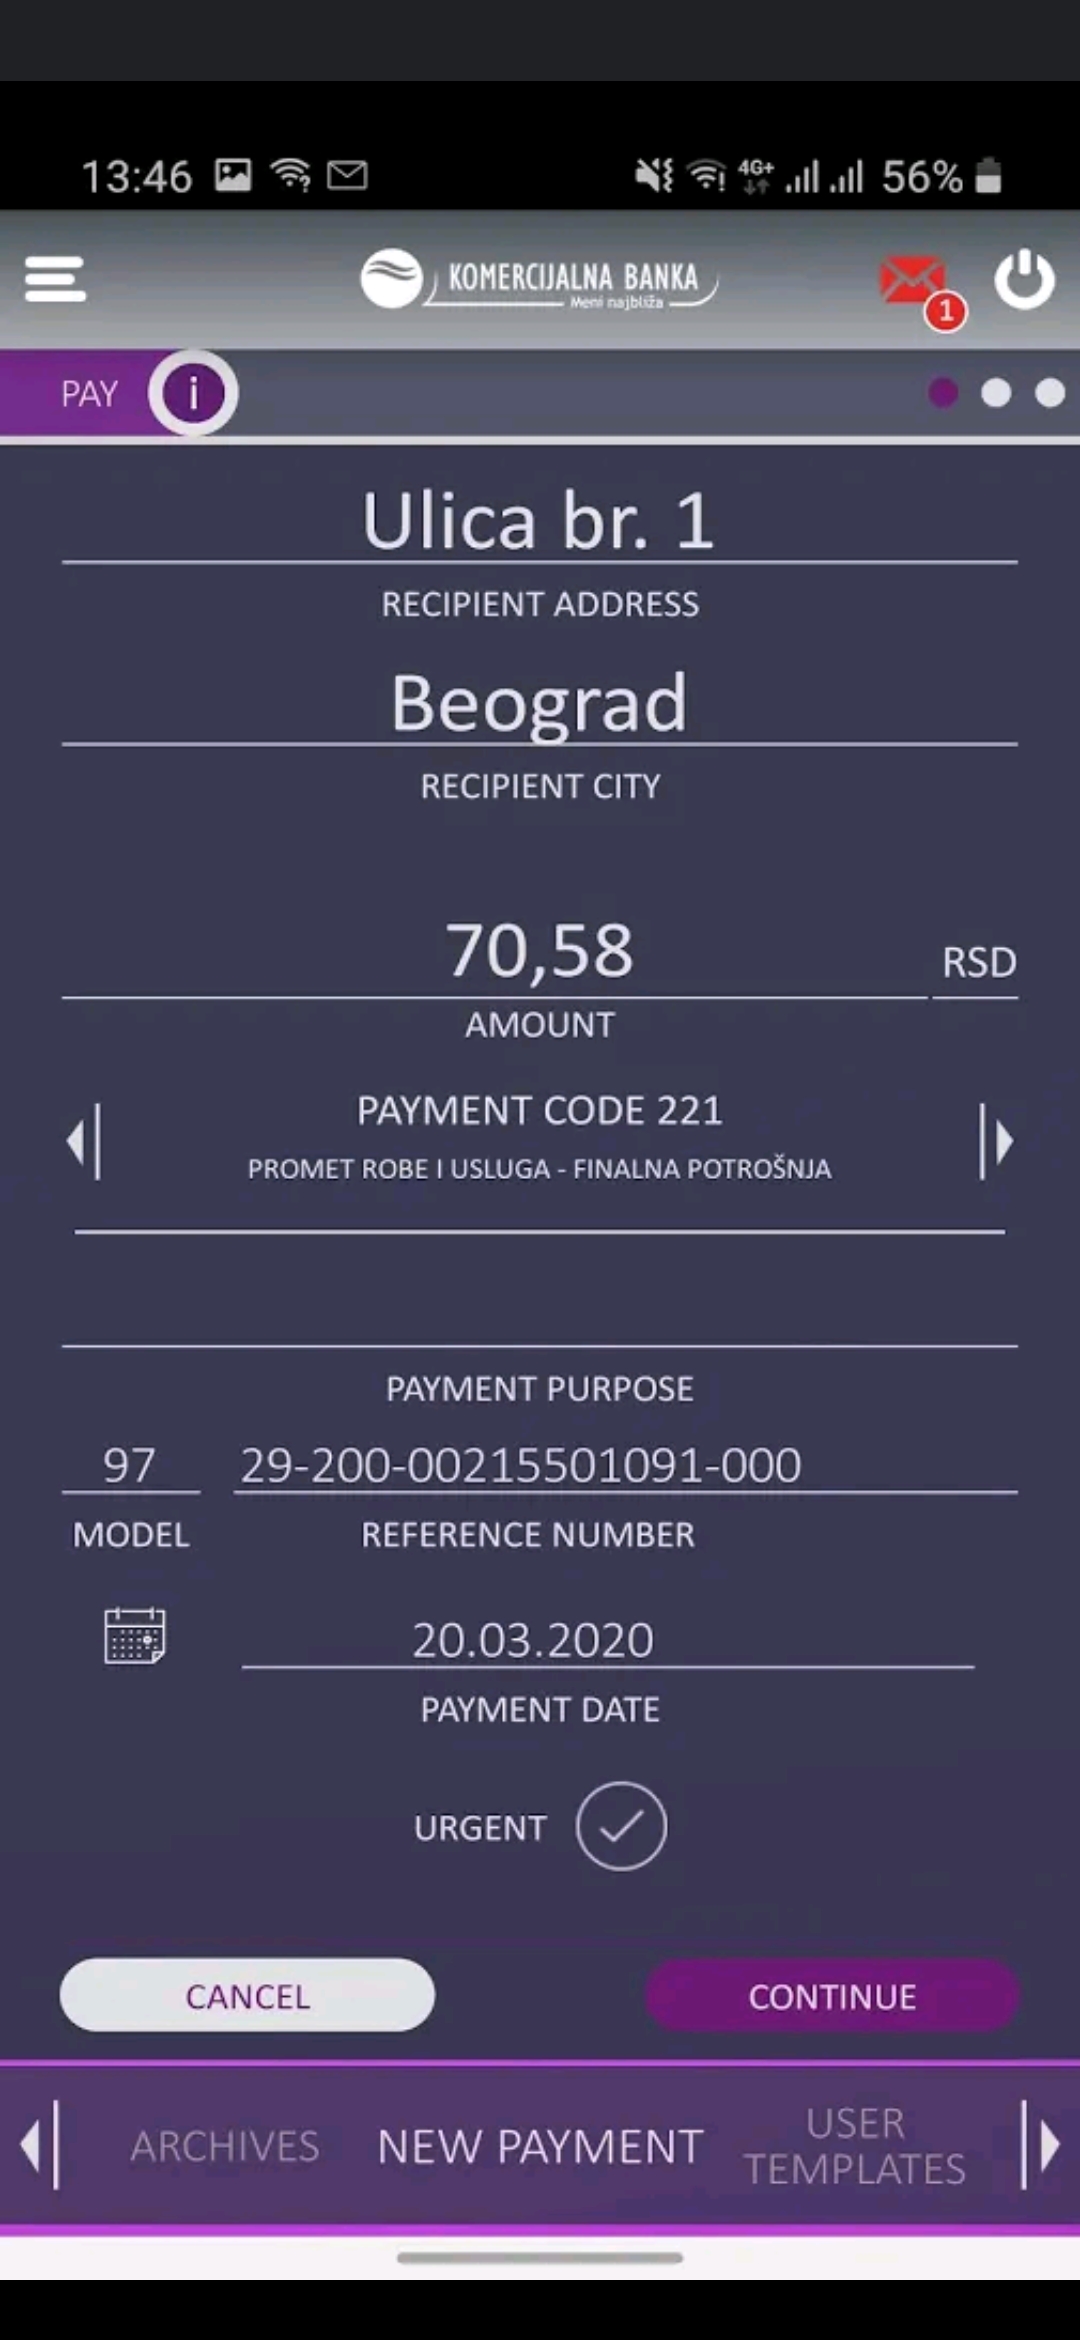 13:46
4G+
56%
KOMERCIJALNA BANKA
Meni najbliža
1
PAY
i
Ulica br. 1
RECIPIENT ADDRESS
Beograd
RECIPIENT CITY
70,58 RSD
AMOUNT
PAYMENT CODE 221
PROMET ROBE I USLUGA - FINALNA POTROŠNJA
PAYMENT PURPOSE
97 29-200-00215501091-000
MODEL REFERENCE NUMBER
20.03.2020
PAYMENT DATE
URGENT
CANCEL CONTINUE
ARCHIVES NEW PAYMENT USER TEMPLATES